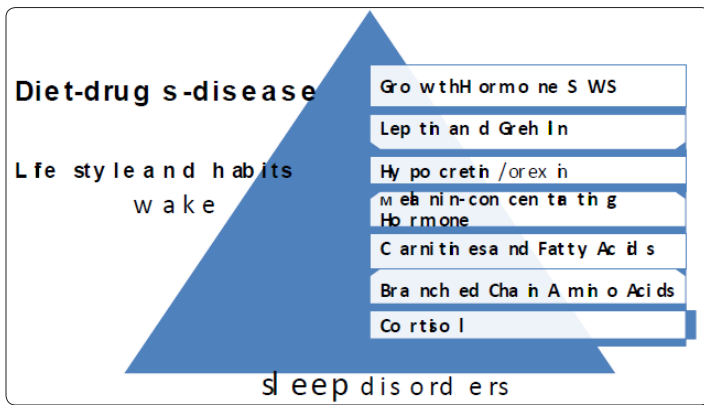 Diet-drugs-disease
Life style and habits
wake
Growth Hormone SWS
Leptin and Grehlin
Hypocretin/orexin
Melanin-concentrating
Hormone
Carnitines and Fatty Acids
Branched Chain Amino Acids
Cortisol
sleep disorders